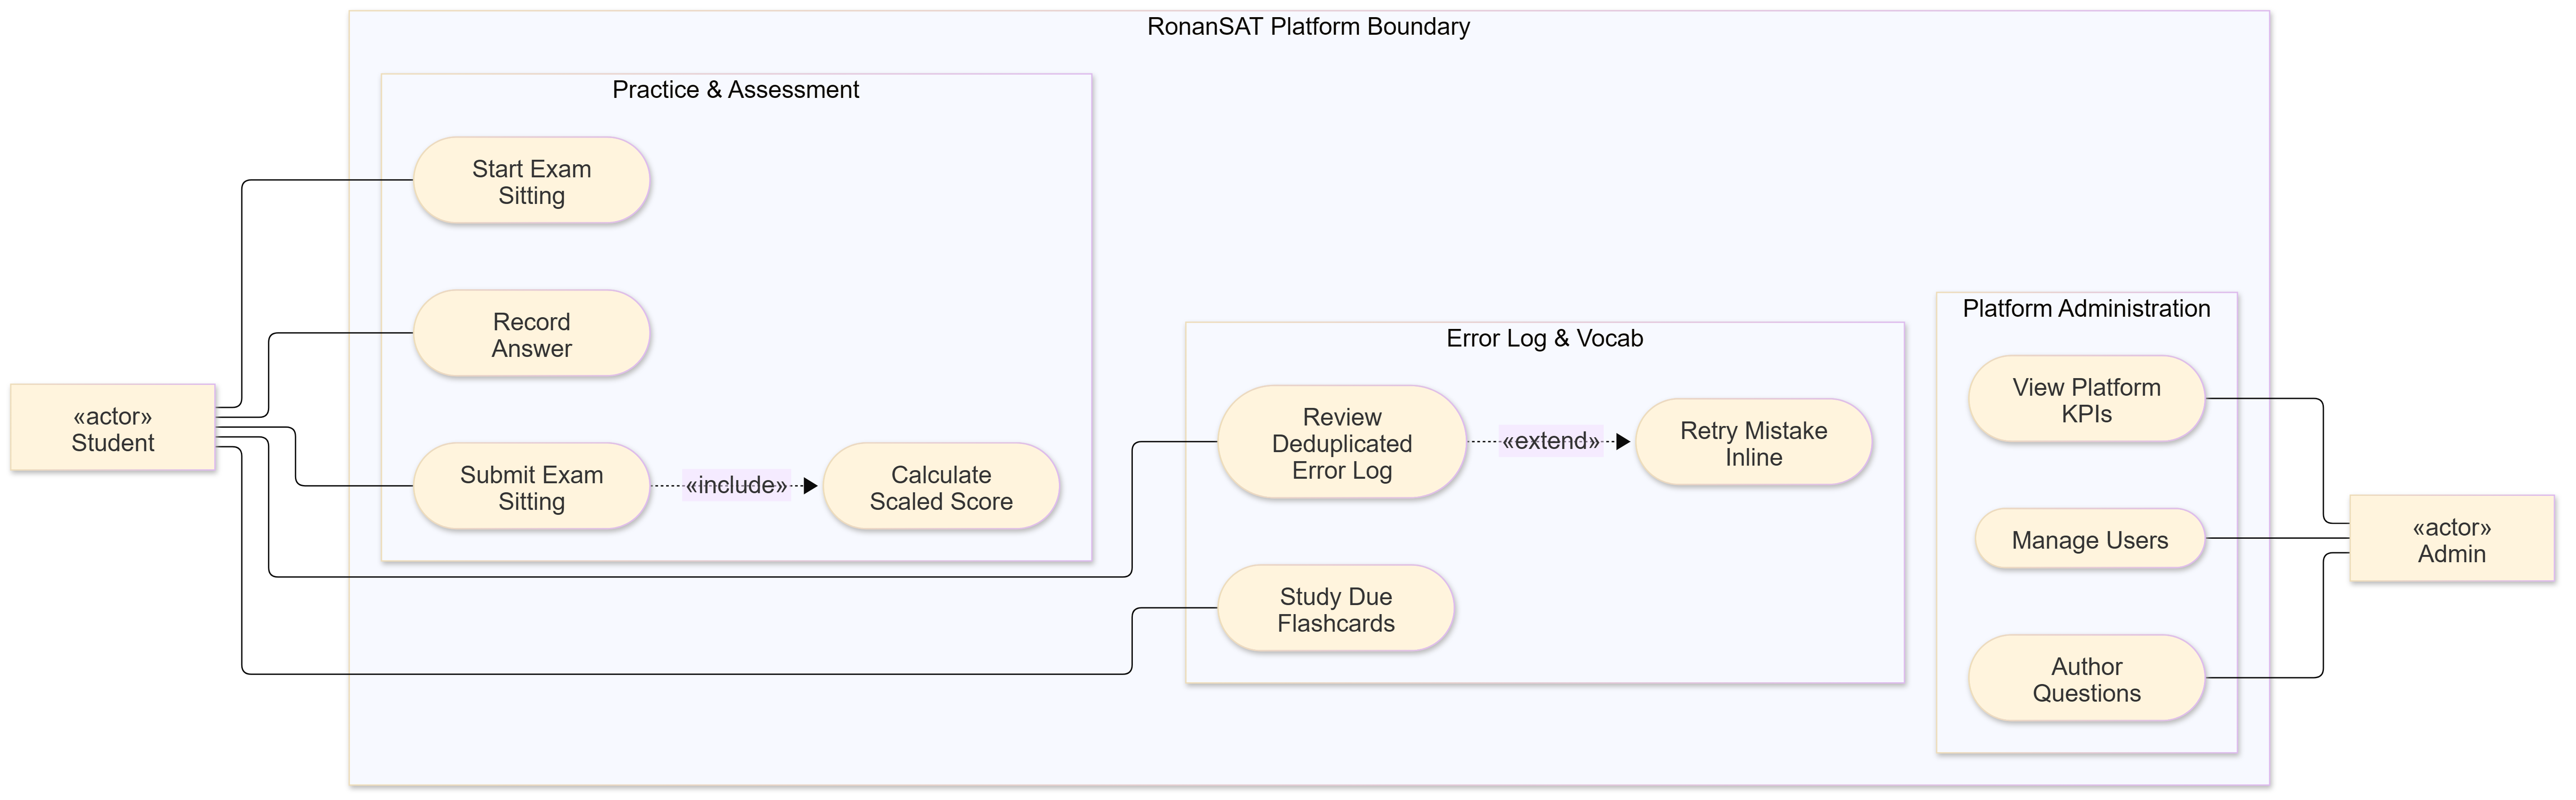 RonanSAT Platform Boundary
Practice & Assessment
Start Exam
Sitting
Record
Answer
Submit Exam
Sitting
«include»
Calculate
Scaled Score
«actor»
Student
Error Log & Vocab
Review
Deduplicated
Error Log
«extend»
Retry Mistake
Inline
Study Due
Flashcards
Platform Administration
View Platform
KPIs
Manage Users
Author
Questions
«actor»
Admin